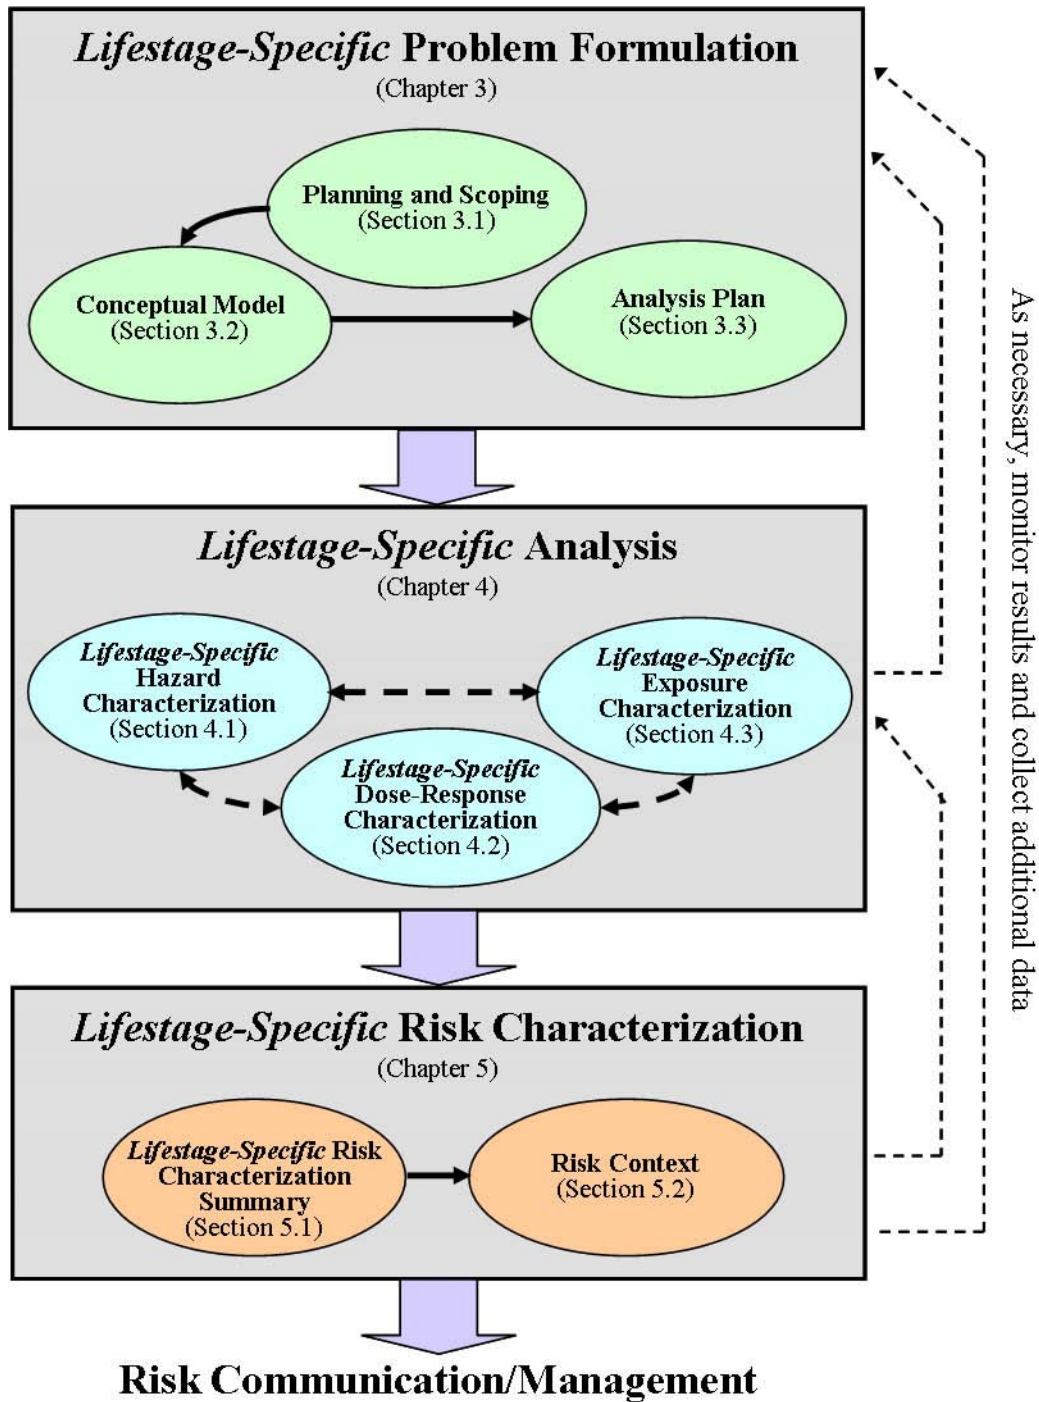 Lifestage-Specific Problem Formulation
(Chapter 3)
Planning and Scoping
(Section 3.1)
Conceptual Model
(Section 3.2)
Analysis Plan
(Section 3.3)
Lifestage-Specific Analysis
(Chapter 4)
Lifestage-Specific
Hazard
Characterization
(Section 4.1)
Lifestage-Specific
Exposure
Characterization
(Section 4.3)
Lifestage-Specific
Dose-Response
Characterization
(Section 4.2)
Lifestage-Specific Risk Characterization
(Chapter 5)
Lifestage-Specific Risk
Characterization
Summary
(Section 5.1)
Risk Context
(Section 5.2)
Risk Communication/Management
As necessary, monitor results and collect additional data